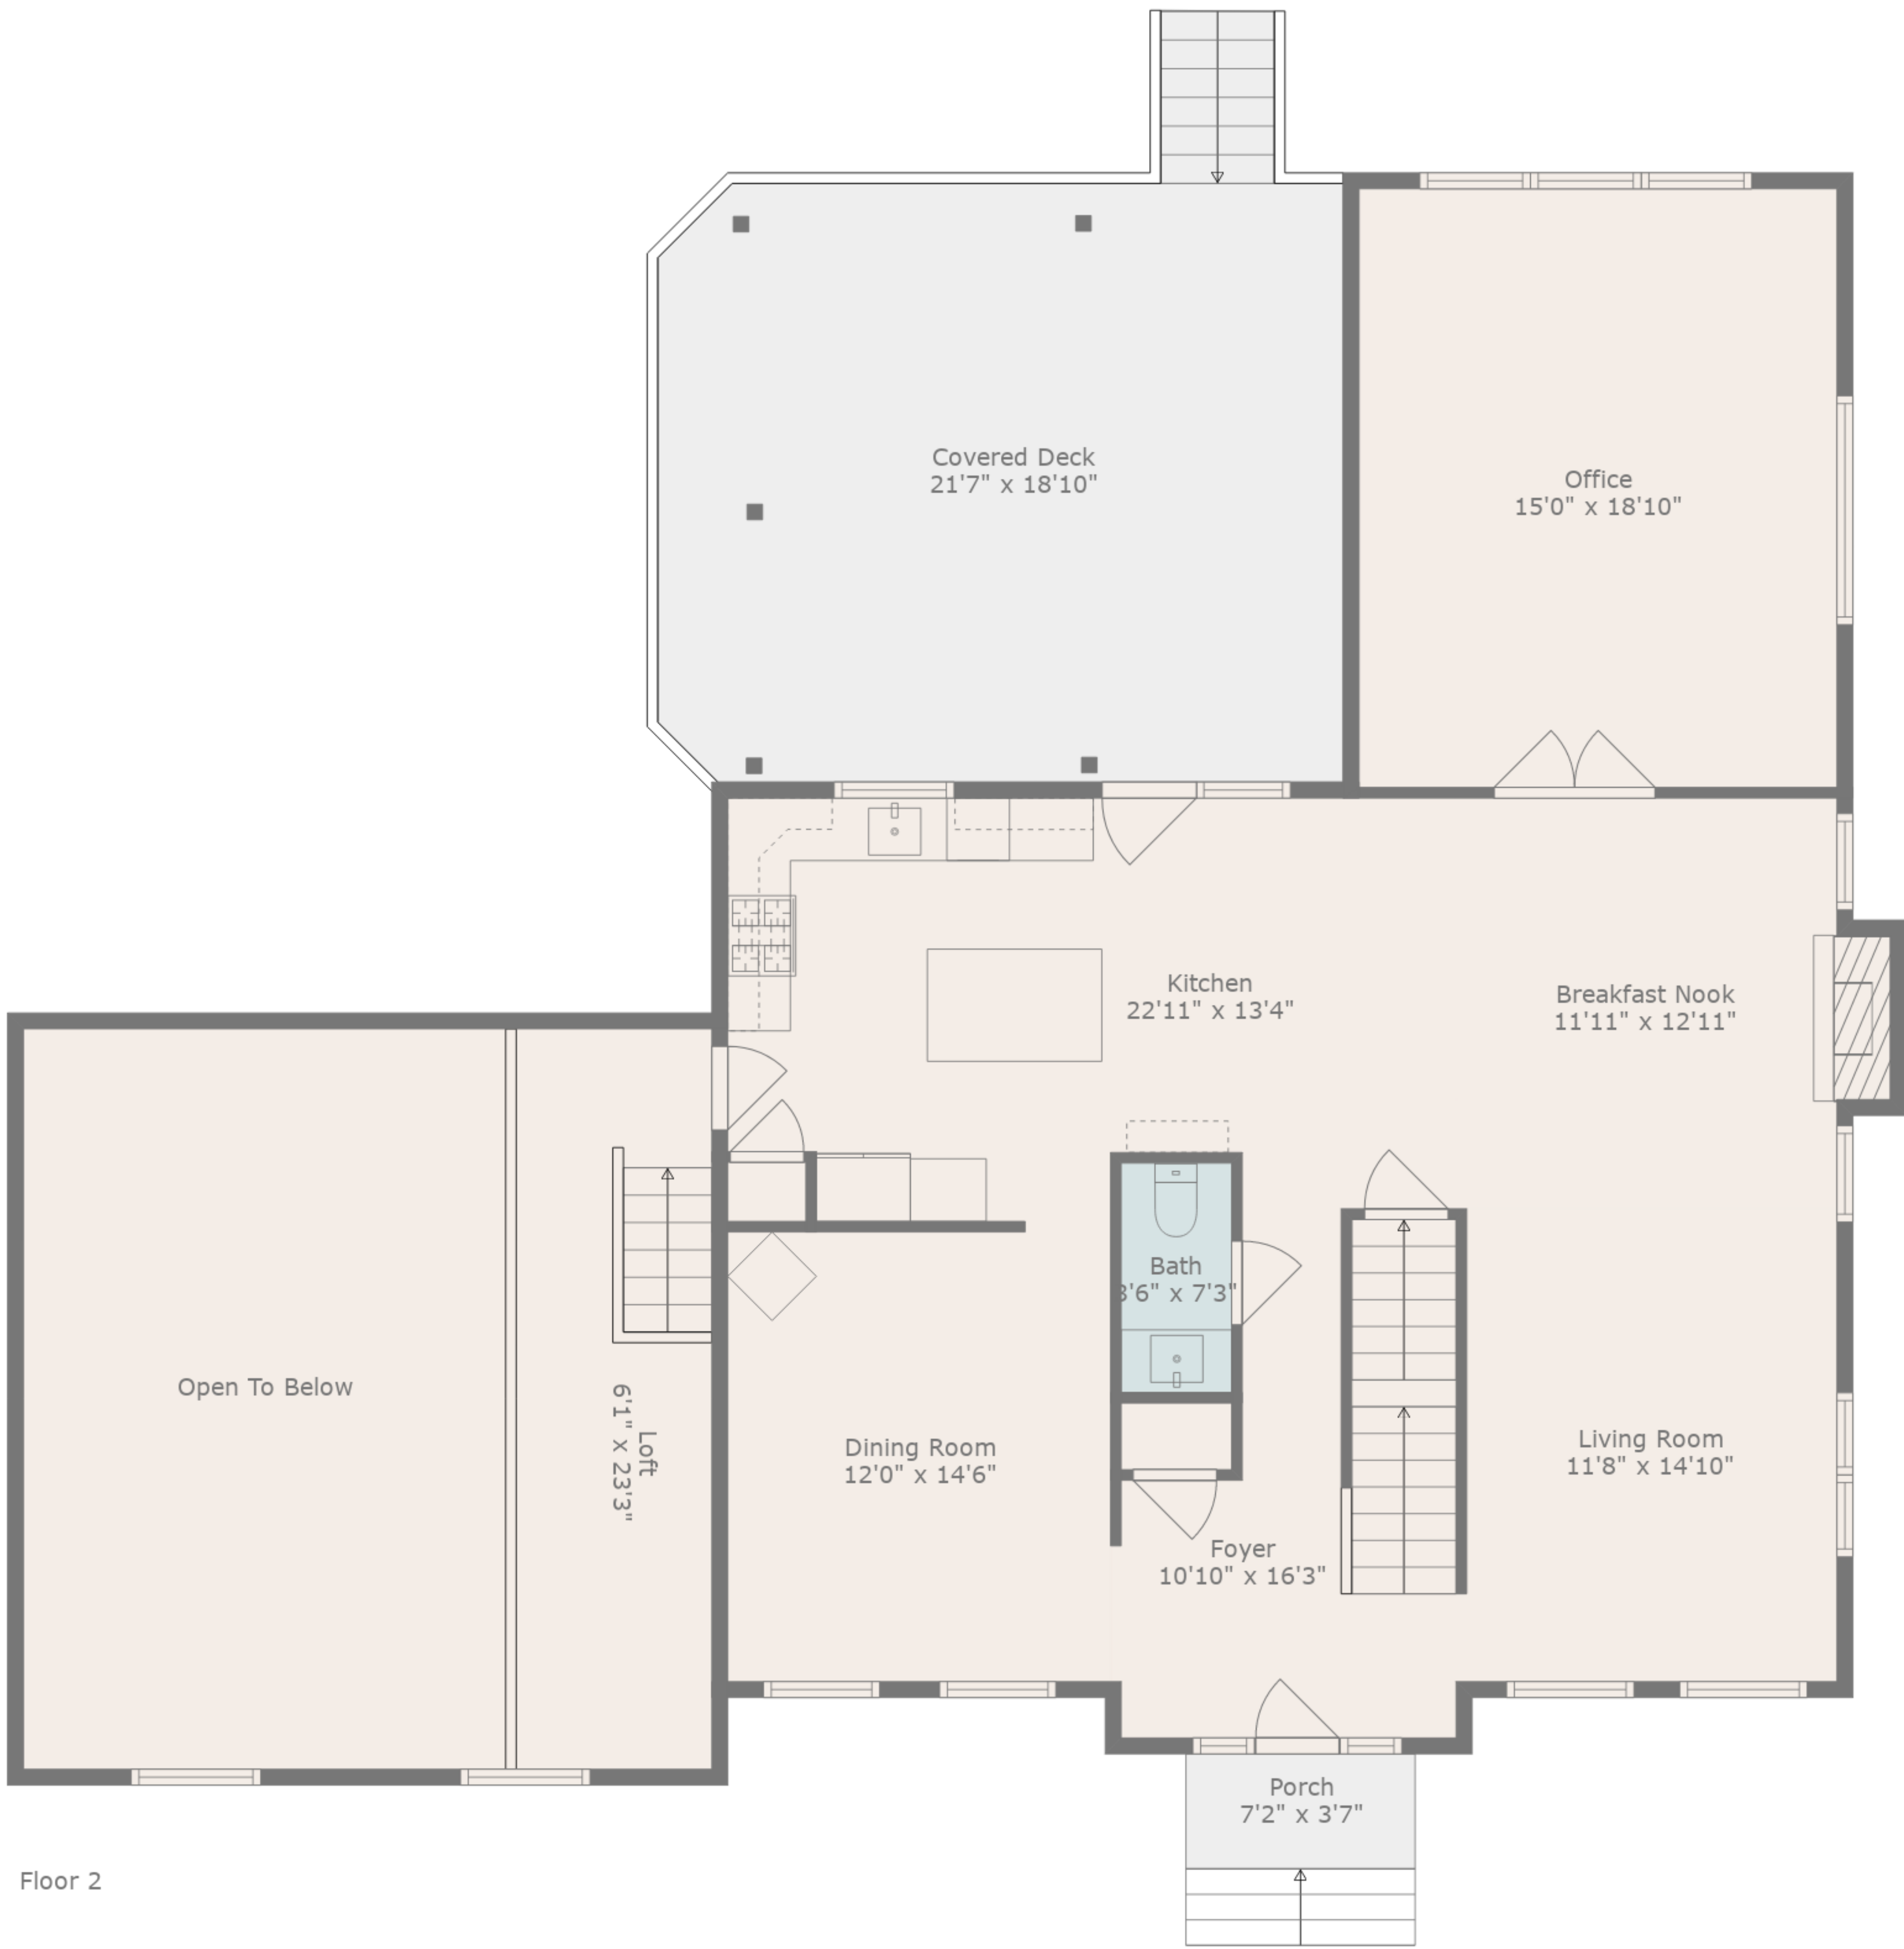 Covered Deck
21'7" x 18'10"
Office
15'0" x 18'10"
Kitchen
22'11" x 13'4"
Breakfast Nook
11'11" x 12'11"
Bath
3'6" x 7'3"
Open To Below
Loft
6'1" x 23'3"
Dining Room
12'0" x 14'6"
Living Room
11'8" x 14'10"
Foyer
10'10" x 16'3"
Porch
7'2" x 3'7"
Floor 2